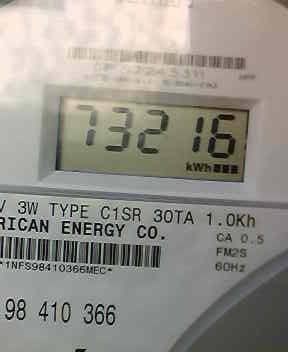 73216
kWh
V 3W TYPE C1SR 30TA 1.0Kh
RICAN ENERGY CO.
CA 0.5
FM2S
60Hz
*1NFS98410366MEC*
98 410 366